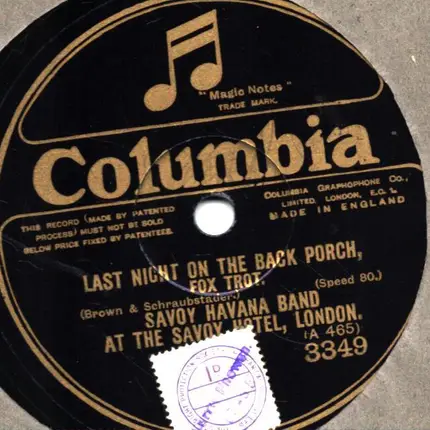 "Magic Notes"
TRADE MARK.
Columbia
THIS RECORD (MADE BY PATENTED
PROCESS) MUST NOT BE SOLD
BELOW PRICE FIXED BY PATENTEES.
COLUMBIA GRAPHOPHONE CO.,
LIMITED, LONDON, E.C.1.
MADE IN ENGLAND
LAST NIGHT ON THE BACK PORCH,
FOX TROT.
(Brown & Schraubstader.)
(Speed 80.)
SAVOY HAVANA BAND
AT THE SAVOY HOTEL, LONDON.
(A 465)
3349
1D